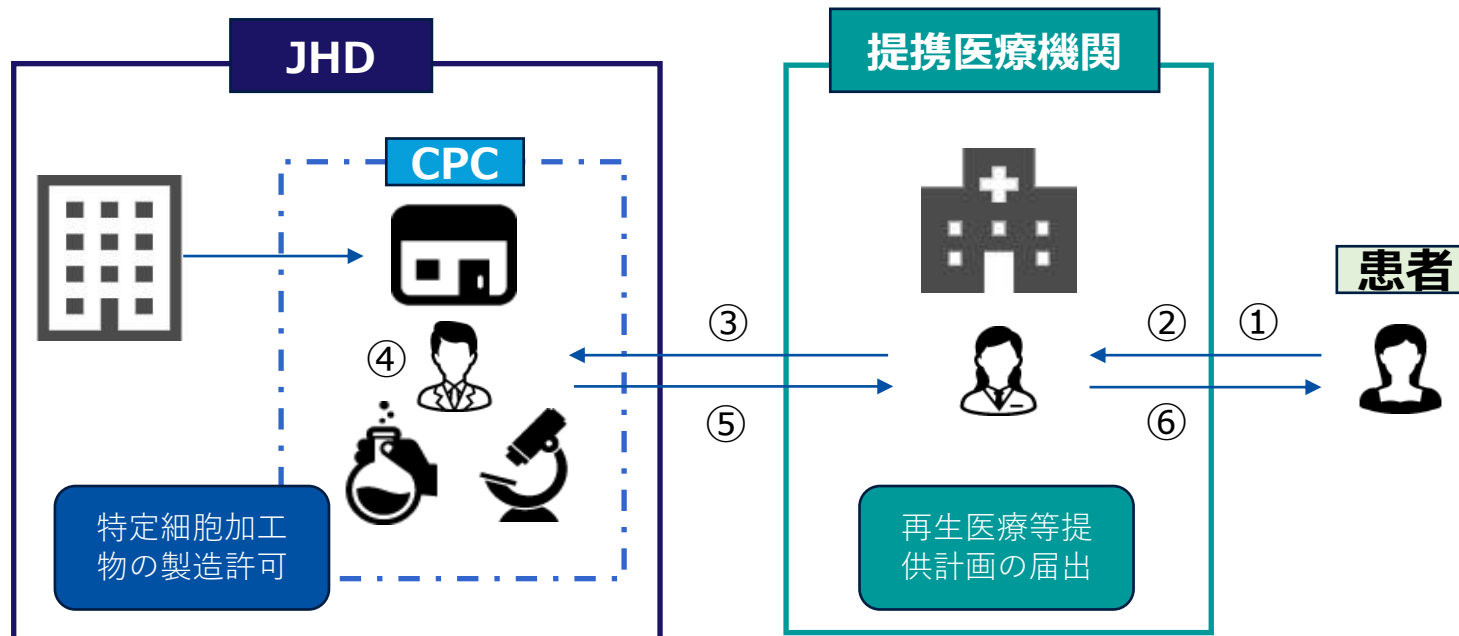 JHD
提携医療機関
CPC
患者
③
②
①
④
⑤
⑥
特定細胞加工
物の製造許可
再生医療等提
供計画の届出